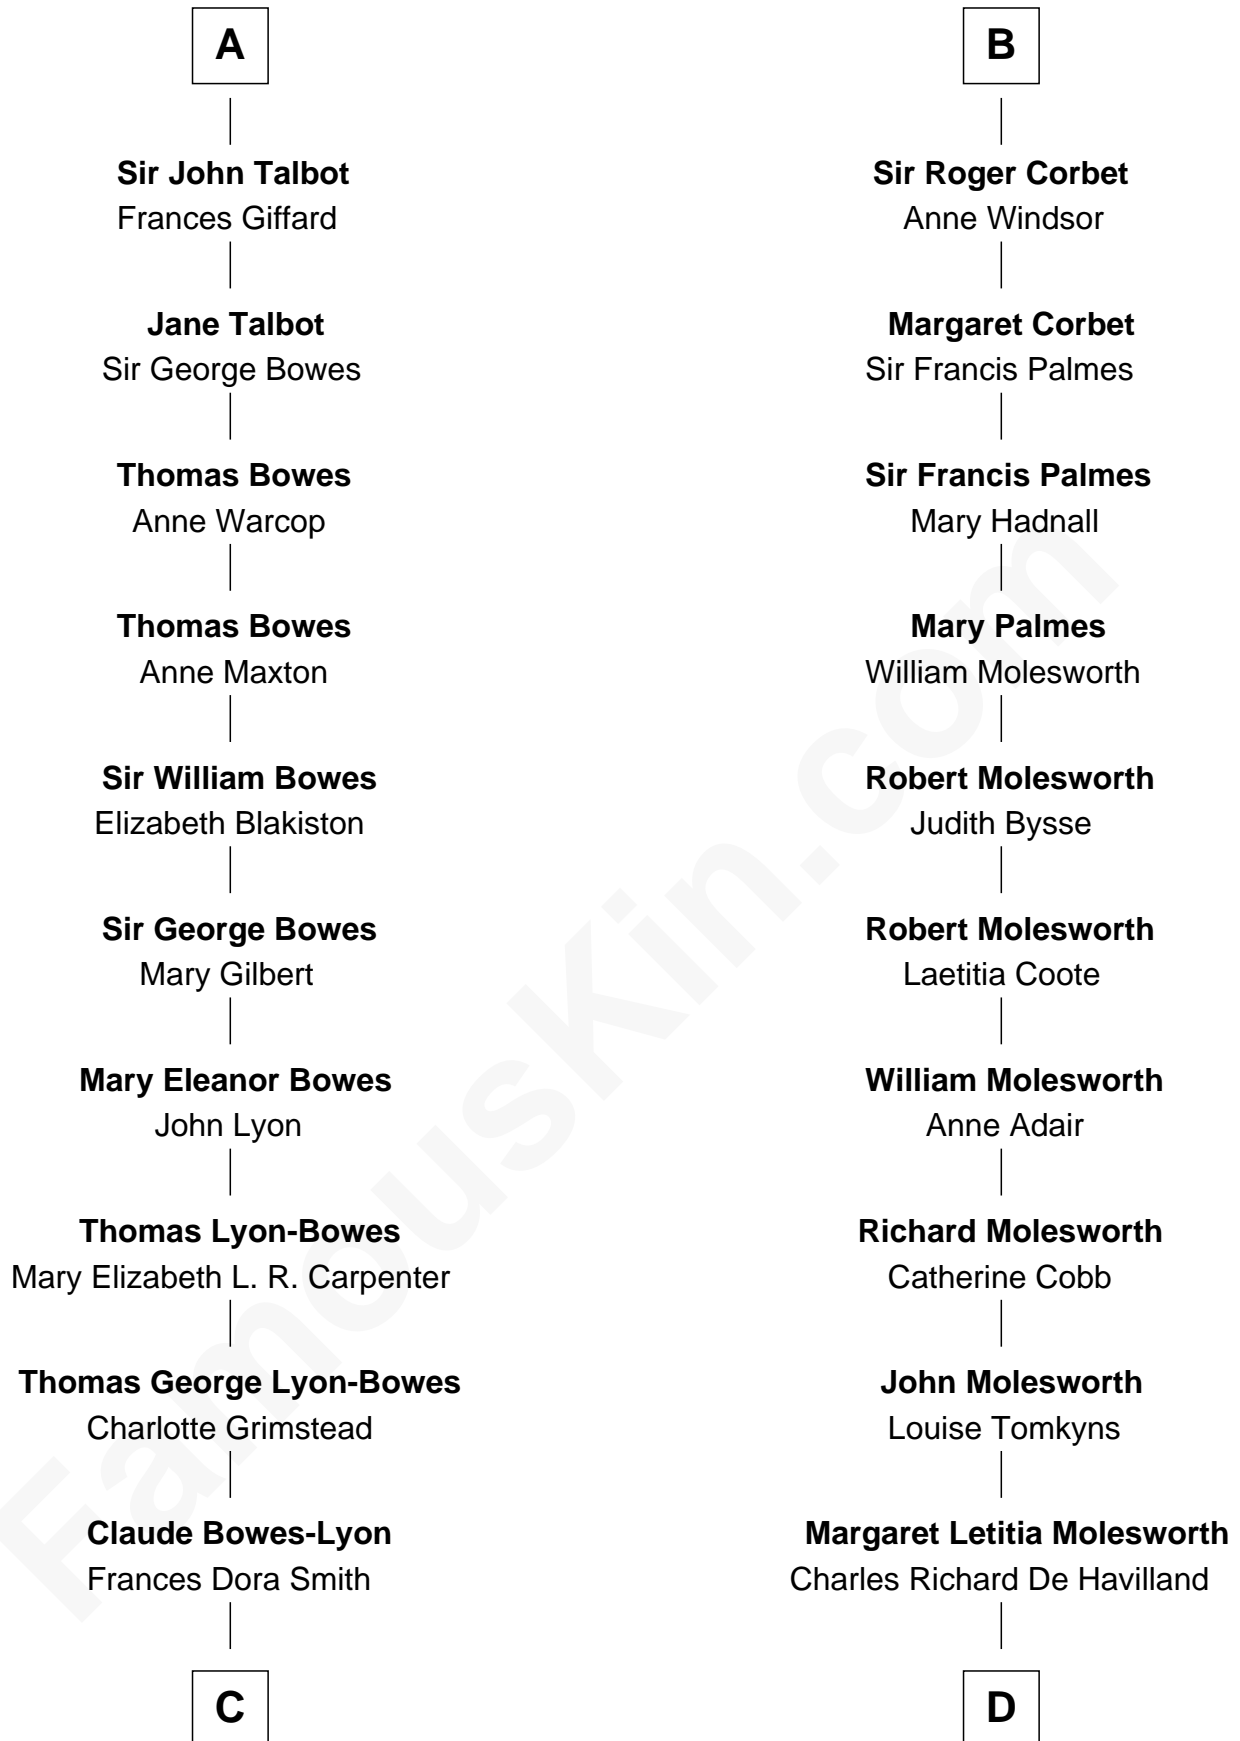 A
Sir John Talbot
Frances Giffard
Jane Talbot
Sir George Bowes
Thomas Bowes
Anne Warcop
Thomas Bowes
Anne Maxton
Sir William Bowes
Elizabeth Blakiston
Sir George Bowes
Mary Gilbert
Mary Eleanor Bowes
John Lyon
Thomas Lyon-Bowes
Mary Elizabeth L. R. Carpenter
Thomas George Lyon-Bowes
Charlotte Grimstead
Claude Bowes-Lyon
Frances Dora Smith
C
B
Sir Roger Corbet
Anne Windsor
Margaret Corbet
Sir Francis Palmes
Sir Francis Palmes
Mary Hadnall
Mary Palmes
William Molesworth
Robert Molesworth
Judith Bysse
Robert Molesworth
Laetitia Coote
William Molesworth
Anne Adair
Richard Molesworth
Catherine Cobb
John Molesworth
Louise Tomkyns
Margaret Letitia Molesworth
Charles Richard De Havilland
D
FamousKin.com